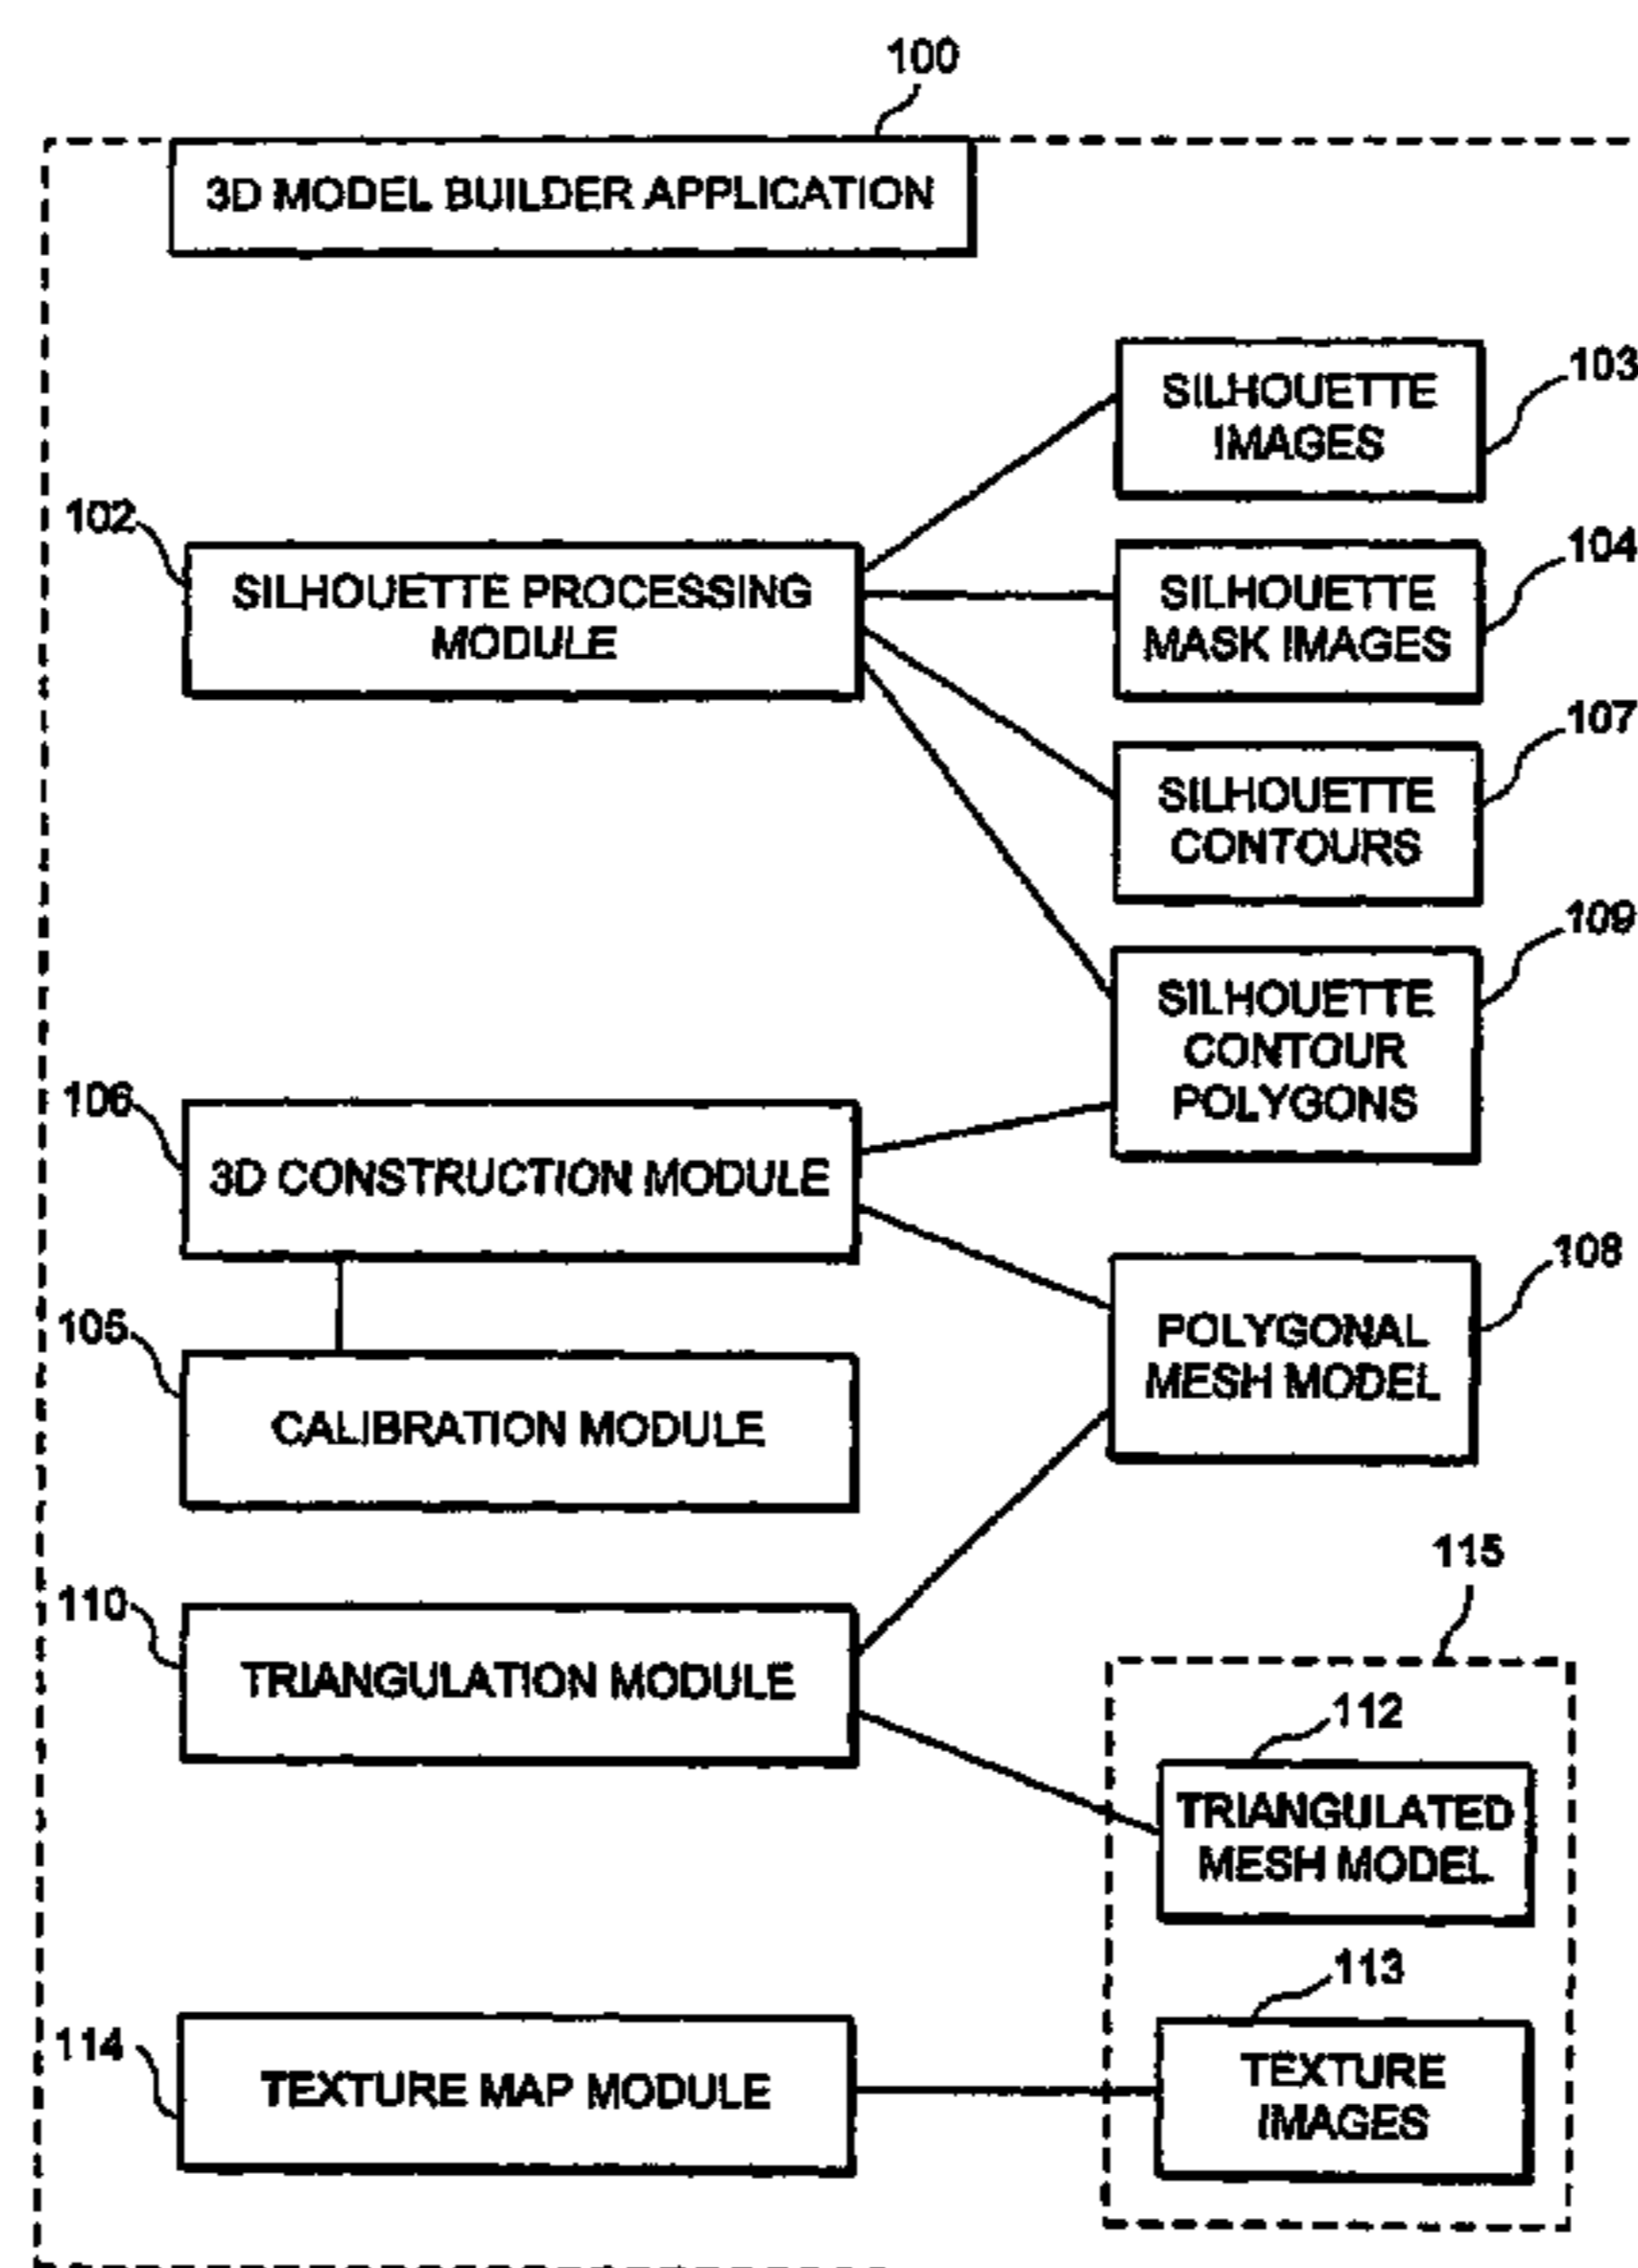 100
3D MODEL BUILDER APPLICATION
103
SILHOUETTE
IMAGES
102
SILHOUETTE PROCESSING
MODULE
104
SILHOUETTE
MASK IMAGES
107
SILHOUETTE
CONTOURS
109
SILHOUETTE
CONTOUR
POLYGONS
106
3D CONSTRUCTION MODULE
108
POLYGONAL
MESH MODEL
105
CALIBRATION MODULE
110
TRIANGULATION MODULE
115
112
TRIANGULATED
MESH MODEL
113
TEXTURE
IMAGES
114
TEXTURE MAP MODULE